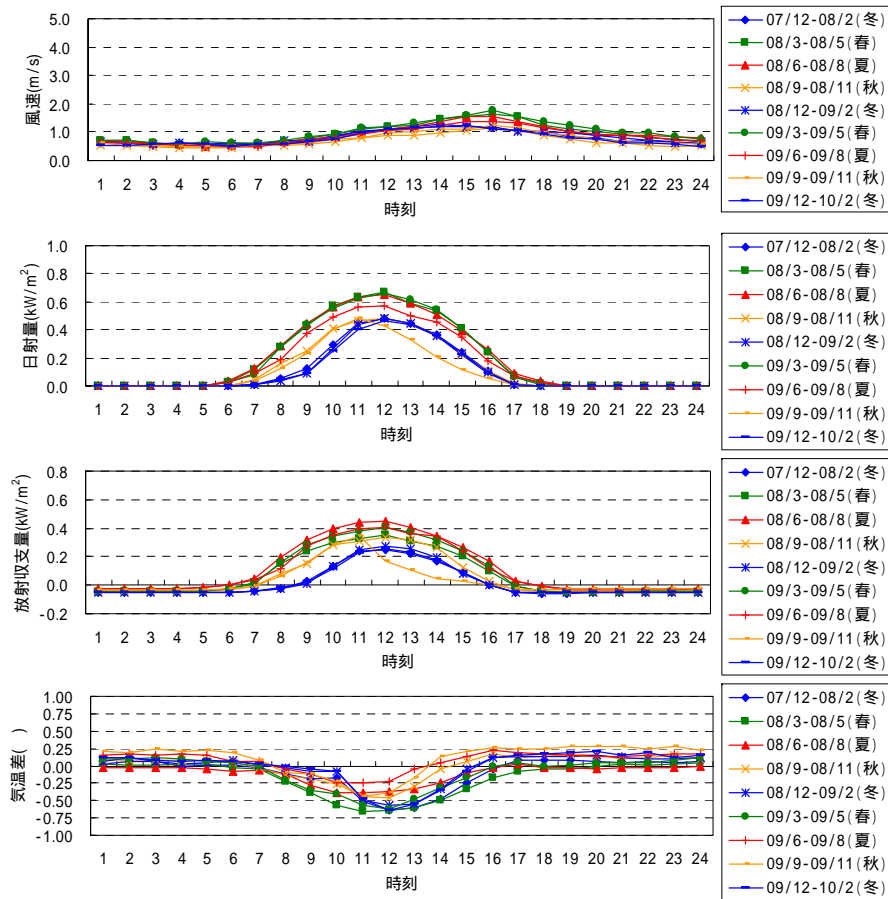 風速(m/s)
5.0
4.0
3.0
2.0
1.0
0.0
1 2 3 4 5 6 7 8 9 10 11 12 13 14 15 16 17 18 19 20 21 22 23 24
時刻
07/12-08/2(冬)
08/3-08/5(春)
08/6-08/8(夏)
08/9-08/11(秋)
08/12-09/2(冬)
09/3-09/5(春)
09/6-09/8(夏)
09/9-09/11(秋)
09/12-10/2(冬)
日射量(kW/m²)
1.0
0.8
0.6
0.4
0.2
0.0
1 2 3 4 5 6 7 8 9 10 11 12 13 14 15 16 17 18 19 20 21 22 23 24
時刻
07/12-08/2(冬)
08/3-08/5(春)
08/6-08/8(夏)
08/9-08/11(秋)
08/12-09/2(冬)
09/3-09/5(春)
09/6-09/8(夏)
09/9-09/11(秋)
09/12-10/2(冬)
放射収支量(kW/m²)
0.8
0.6
0.4
0.2
0.0
-0.2
1 2 3 4 5 6 7 8 9 10 11 12 13 14 15 16 17 18 19 20 21 22 23 24
時刻
07/12-08/2(冬)
08/3-08/5(春)
08/6-08/8(夏)
08/9-08/11(秋)
08/12-09/2(冬)
09/3-09/5(春)
09/6-09/8(夏)
09/9-09/11(秋)
09/12-10/2(冬)
気温差( )
1.00
0.75
0.50
0.25
0.00
-0.25
-0.50
-0.75
-1.00
1 2 3 4 5 6 7 8 9 10 11 12 13 14 15 16 17 18 19 20 21 22 23 24
時刻
07/12-08/2(冬)
08/3-08/5(春)
08/6-08/8(夏)
08/9-08/11(秋)
08/12-09/2(冬)
09/3-09/5(春)
09/6-09/8(夏)
09/9-09/11(秋)
09/12-10/2(冬)